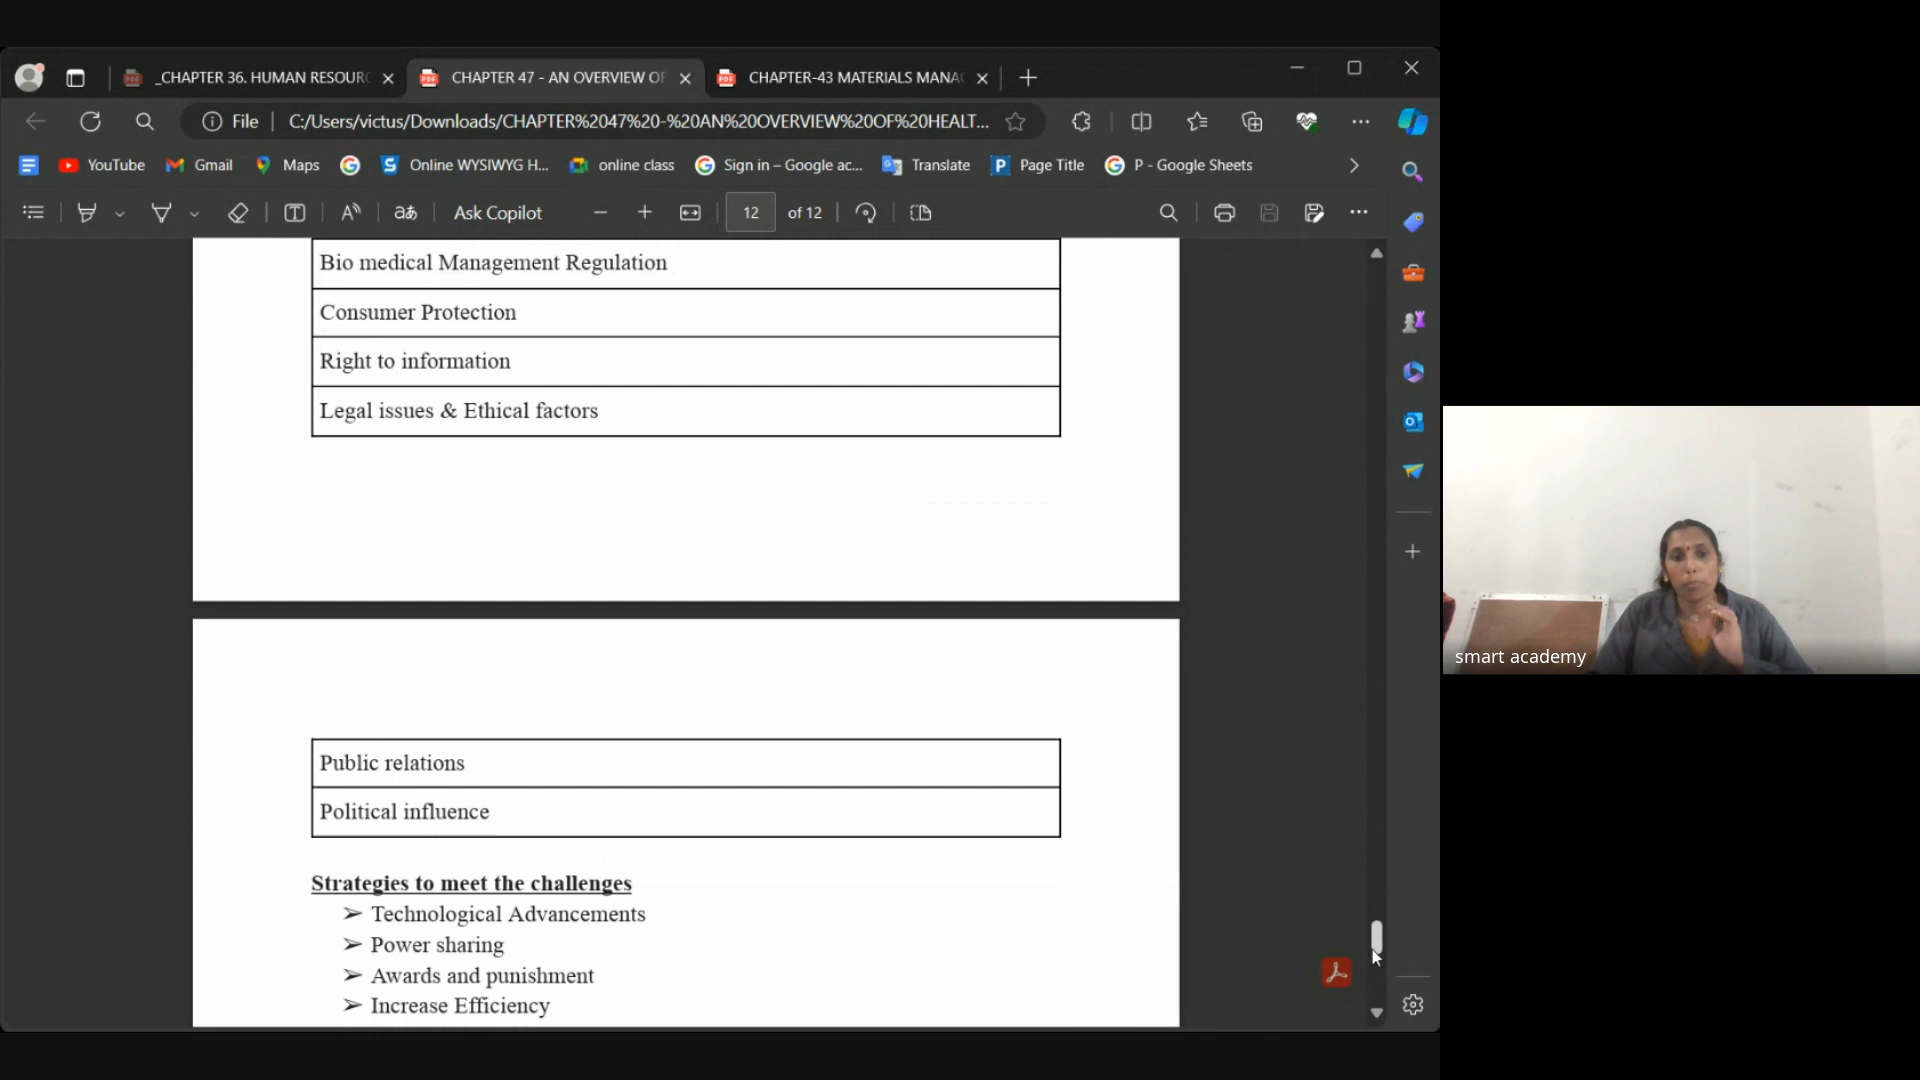 _CHAPTER 36. HUMAN RESOURC
CHAPTER 47 - AN OVERVIEW OF
CHAPTER-43 MATERIALS MANA
File
C:/Users/victus/Downloads/CHAPTER%2047%20-%20AN%20OVERVIEW%20OF%20HEALT...
YouTube
Gmail
Maps
Online WYSIWYG H...
online class
Sign in – Google ac...
Translate
Page Title
P - Google Sheets
Ask Copilot
12 of 12
Bio medical Management Regulation
Consumer Protection
Right to information
Legal issues & Ethical factors
Public relations
Political influence
Strategies to meet the challenges
➢ Technological Advancements
➢ Power sharing
➢ Awards and punishment
➢ Increase Efficiency
smart academy